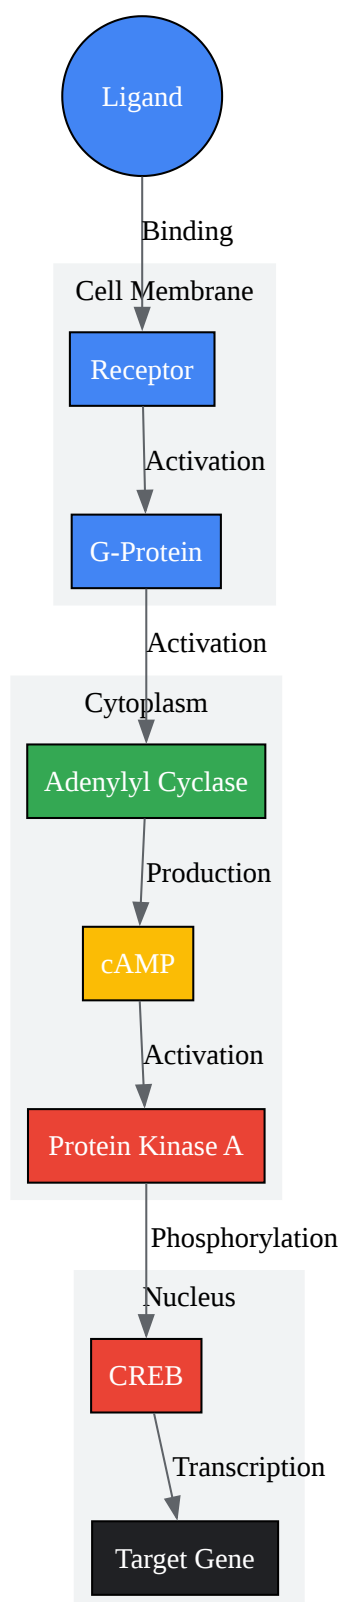 Ligand
Binding
Cell Membrane
Receptor
Activation
G-Protein
Activation
Cytoplasm
Adenylyl Cyclase
Production
cAMP
Activation
Protein Kinase A
Phosphorylation
Nucleus
CREB
Transcription
Target Gene